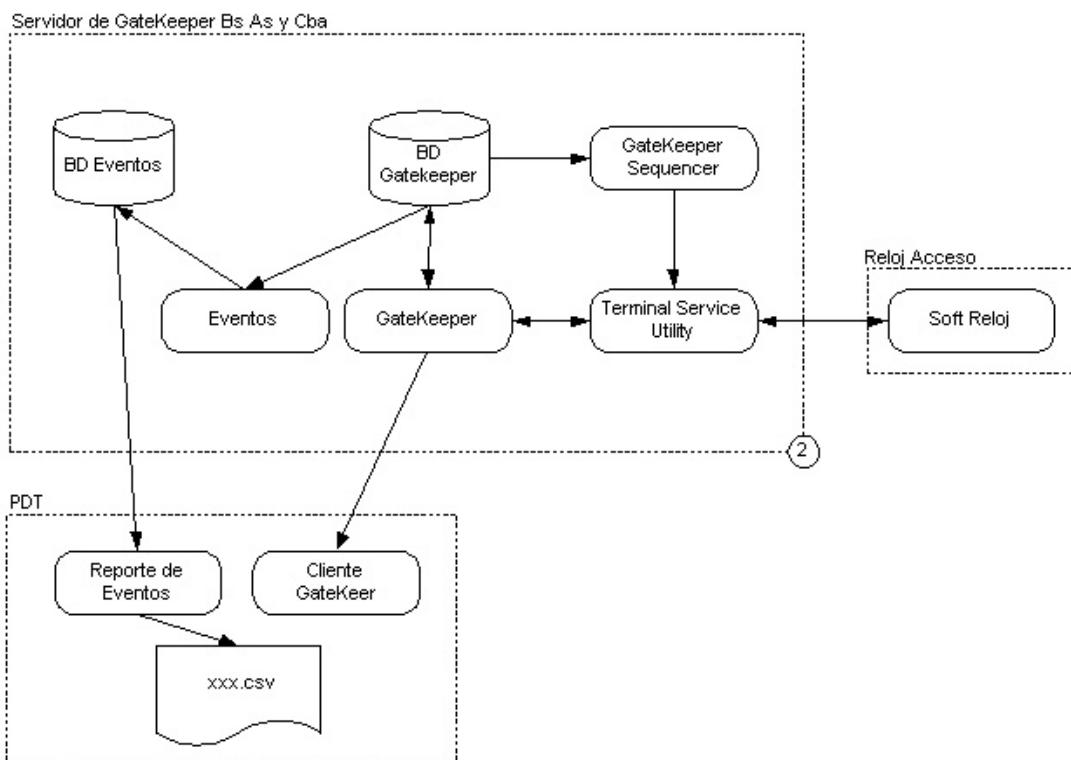 Servidor de GateKeeper Bs As y Cba
BD Eventos
BD
Gatekeeper
GateKeeper
Sequencer
Eventos
GateKeeper
Terminal Service
Utility
Reloj Acceso
Soft Reloj
2
PDT
Reporte de
Eventos
Cliente
GateKeer
xxx.csv